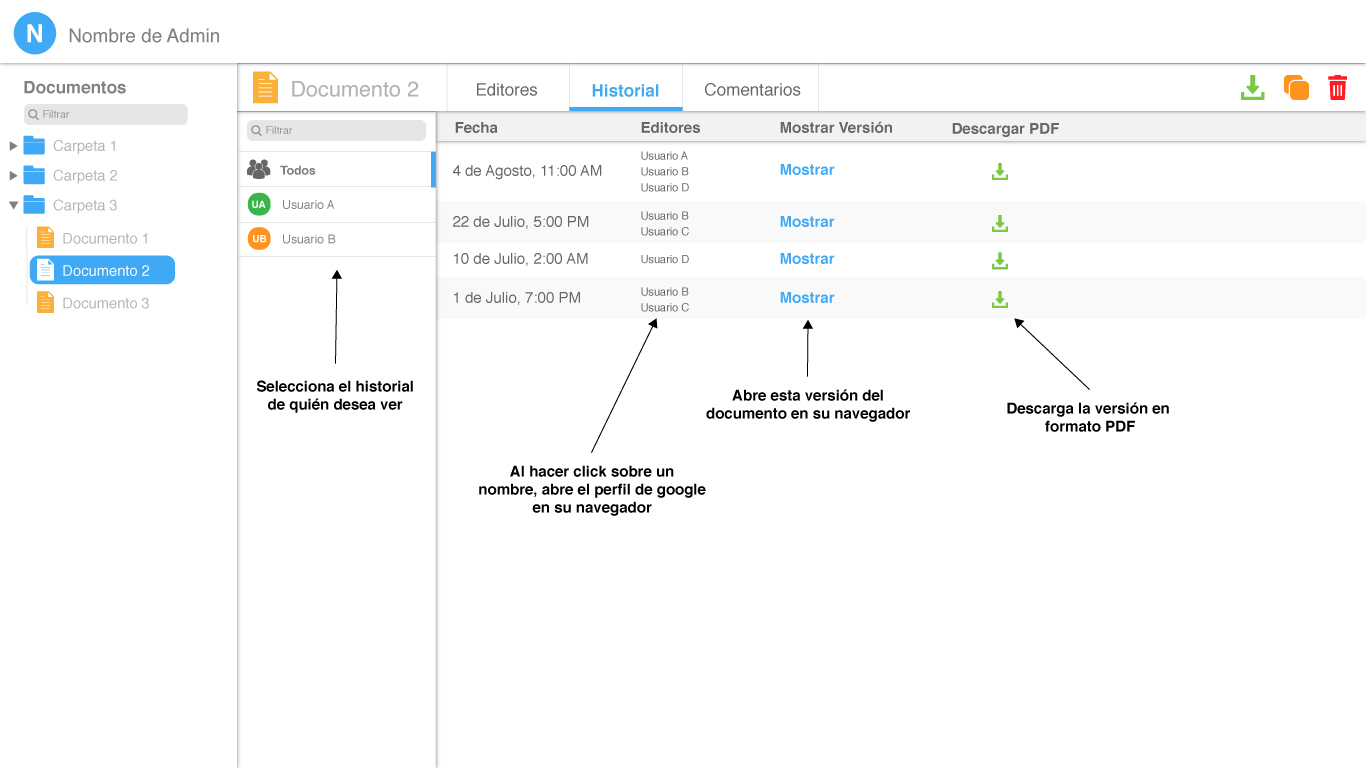 N
Nombre de Admin
Documentos
Filtrar
Carpeta 1
Carpeta 2
Carpeta 3
Documento 1
Documento 2
Documento 3
Documento 2
Editores
Historial
Comentarios
Filtrar
Todos
UA
Usuario A
UB
Usuario B
Selecciona el historial
de quién desea ver
Fecha
Editores
Mostrar Versión
Descargar PDF
4 de Agosto, 11:00 AM
Usuario A
Usuario B
Usuario D
Mostrar
22 de Julio, 5:00 PM
Usuario B
Usuario C
Mostrar
10 de Julio, 2:00 AM
Usuario D
Mostrar
1 de Julio, 7:00 PM
Usuario B
Usuario C
Mostrar
Al hacer click sobre un
nombre, abre el perfil de google
en su navegador
Abre esta versión del
documento en su navegador
Descarga la versión en
formato PDF